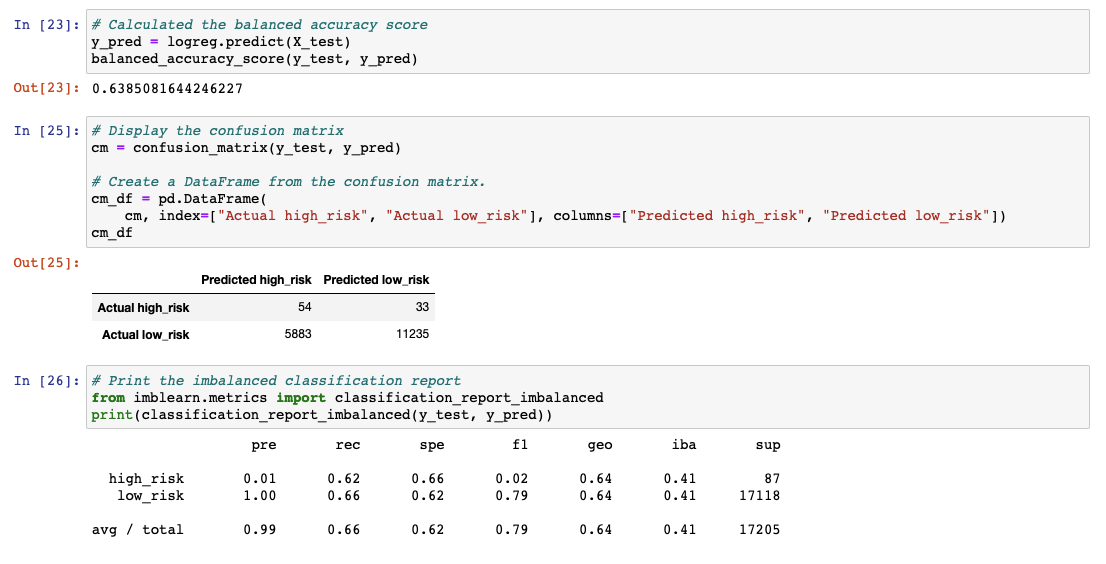 In [23]: # Calculated the balanced accuracy score
y_pred = logreg.predict(X_test)
balanced_accuracy_score(y_test, y_pred)
Out[23]: 0.6385081644246227
In [25]: # Display the confusion matrix
cm = confusion_matrix(y_test, y_pred)
# Create a DataFrame from the confusion matrix.
cm_df = pd.DataFrame(
    cm, index=["Actual high_risk", "Actual low_risk"], columns=["Predicted high_risk", "Predicted low_risk"])
cm_df
Out[25]:
Predicted high_risk Predicted low_risk
Actual high_risk 54 33
Actual low_risk 5883 11235
In [26]: # Print the imbalanced classification report
from imblearn.metrics import classification_report_imbalanced
print(classification_report_imbalanced(y_test, y_pred))
pre rec spe f1 geo iba sup
high_risk 0.01 0.62 0.66 0.02 0.64 0.41 87
low_risk 1.00 0.66 0.62 0.79 0.64 0.41 17118
avg / total 0.99 0.66 0.62 0.79 0.64 0.41 17205